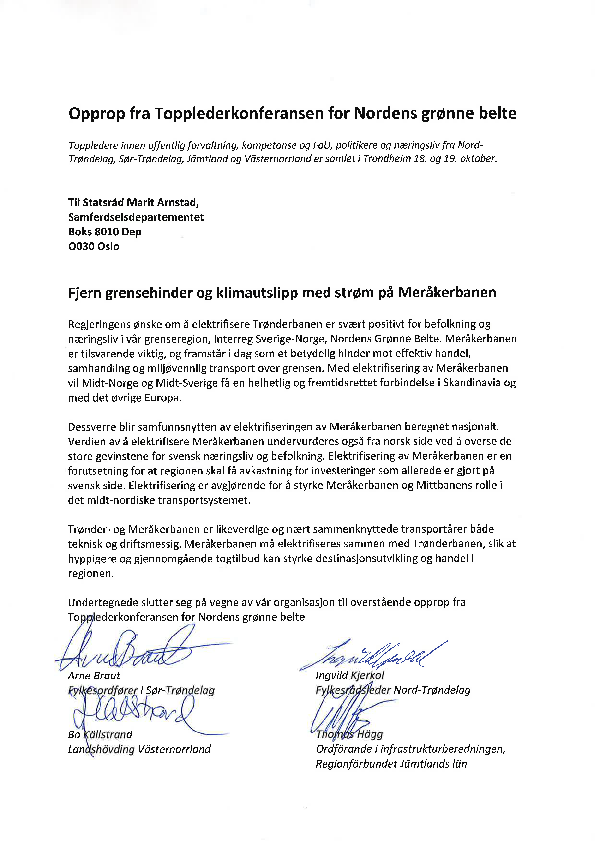 Opprop fra Topplederkonferansen for Nordens grønne belte
Toppledere innen offentlig forvaltning, kompetanse og FoU, politikere og næringsliv fra Nord-
Trøndelag, Sør-Trøndelag, Jämtland og Västernorrland er samlet i Trondheim 18. og 19. oktober.
Til Statsråd Marit Arnstad,
Samferdselsdepartementet
Boks 8010 Dep
0030 Oslo
Fjern grensehinder og klimautslipp med strøm på Meråkerbanen
Regjeringens ønske om å elektrifisere Trønderbanen er svært positivt for befolkning og
næringsliv i vår grenseregion, Interreg Sverige-Norge, Nordens Grønne Belte. Meråkerbanen
er tilsvarende viktig, og framstår i dag som et betydelig hinder mot effektiv handel,
samhandling og miljøvennlig transport over grensen. Med elektrifisering av Meråkerbanen
vil Midt-Norge og Midt-Sverige få en helhetlig og fremtidsrettet forbindelse i Skandinavia og
med det øvrige Europa.
Dessverre blir samfunnsnytten av elektrifiseringen av Meråkerbanen beregnet nasjonalt.
Verdien av å elektrifisere Meråkerbanen undervurderes også fra norsk side ved å overse de
store gevinstene for svensk næringsliv og befolkning. Elektrifisering av Meråkerbanen er en
forutsetning for at regionen skal få avkastning for investeringer som allerede er gjort på
svensk side. Elektrifisering er avgjørende for å styrke Meråkerbanen og Mittbanens rolle i
det midt-nordiske transportsystemet.
Trønder- og Meråkerbanen er likeverdige og nært sammenknyttede transportårer både
teknisk og driftsmessig. Meråkerbanen må elektrifiseres sammen med Trønderbanen, slik at
hyppigere og gjennomgående togtilbud kan styrke destinasjonsutvikling og handel i
regionen.
Undertegnede slutter seg på vegne av vår organisasjon til overstående opprop fra
Topplederkonferansen for Nordens grønne belte
Arne Braut
Fylkesordfører i Sør-Trøndelag
Bo Källstrand
Landshövding Västernorrland
Ingvild Kjerkol
Fylkesrådsleder Nord-Trøndelag
Thomas Hägg
Ordförande i infrastrukturberedningen,
Regionförbundet Jämtlands län